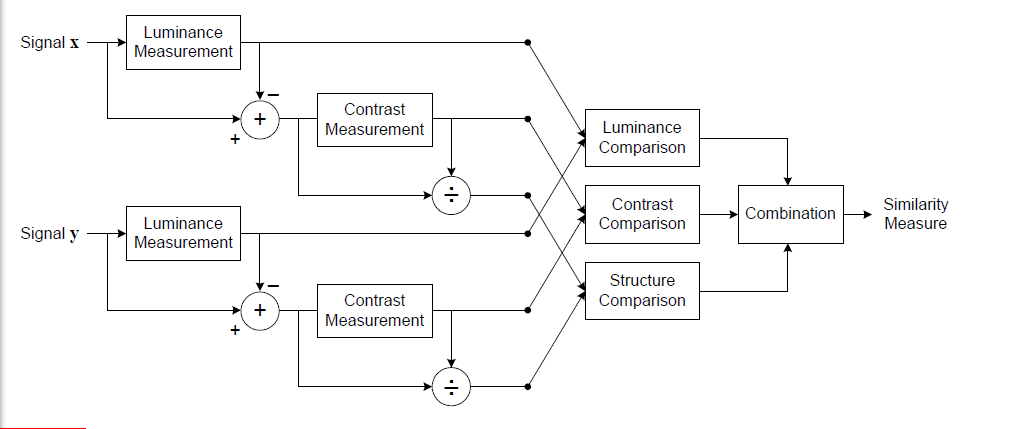 Signal x
Luminance
Measurement
−
+
+
Contrast
Measurement
÷
Signal y
Luminance
Measurement
−
+
+
Contrast
Measurement
÷
Luminance
Comparison
Contrast
Comparison
Structure
Comparison
Combination
Similarity
Measure